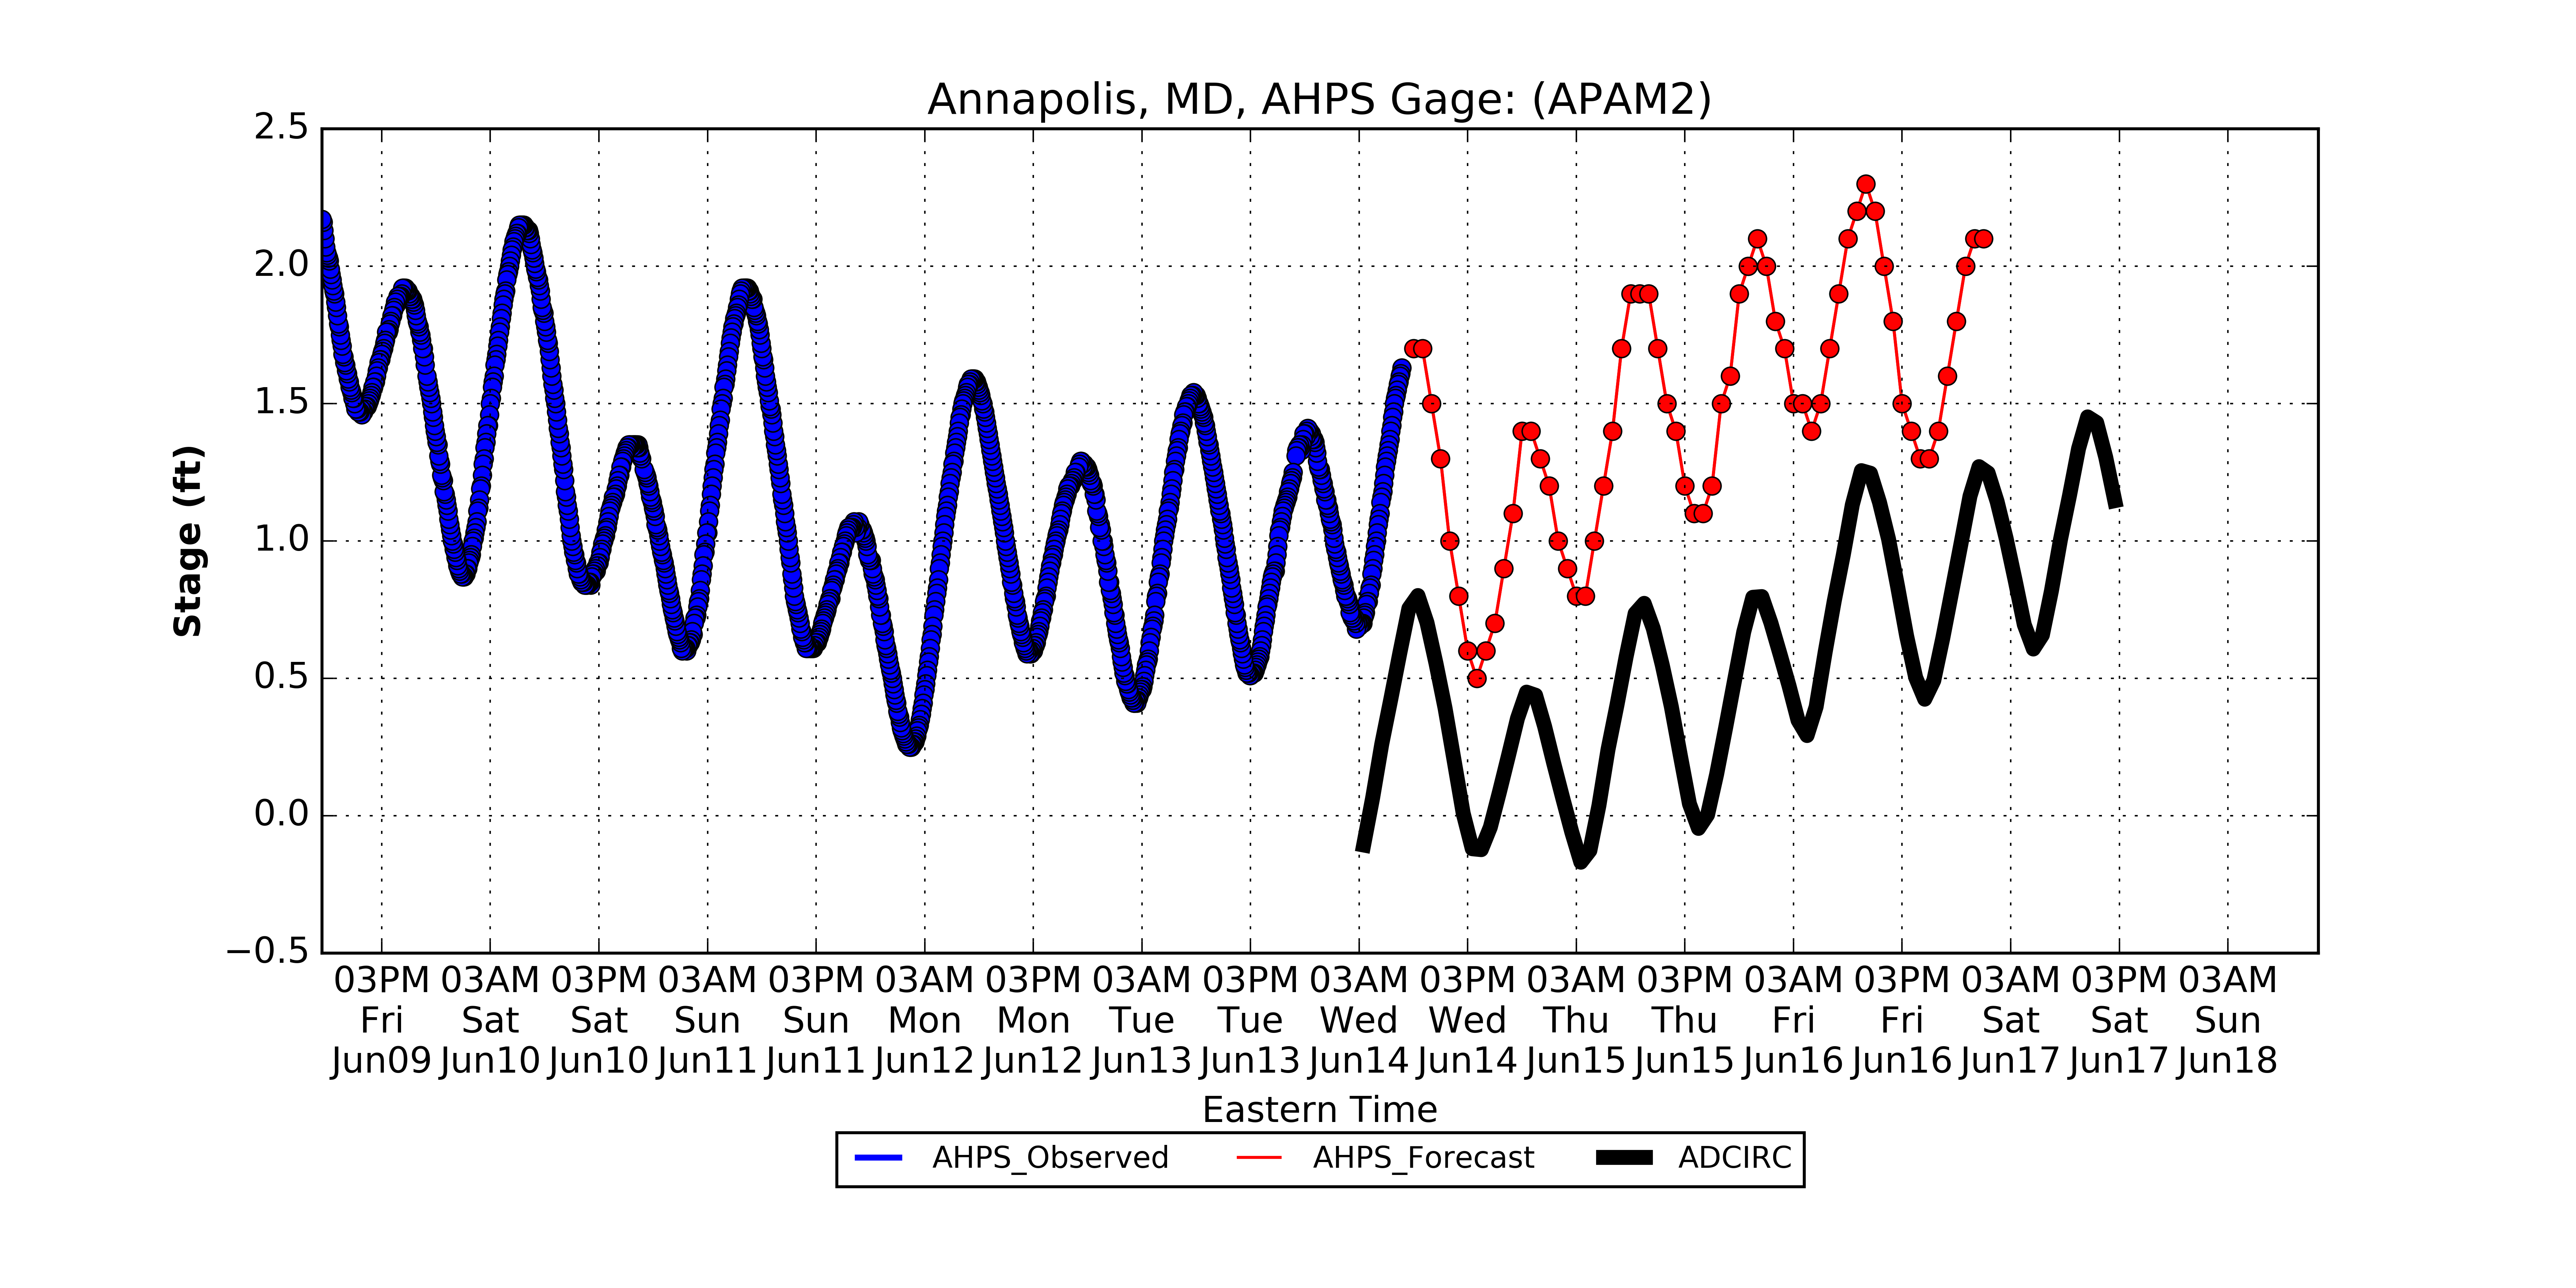 Annapolis, MD, AHPS Gage: (APAM2)
2.5
2.0
1.5
1.0
0.5
0.0
−0.5
Stage (ft)
03PM 03AM 03PM 03AM 03PM 03AM 03PM 03AM 03PM 03AM 03PM 03AM 03PM 03AM 03PM 03AM 03PM 03AM
Fri Sat Sat Sun Sun Mon Mon Tue Tue Wed Wed Thu Thu Fri Fri Sat Sat Sun
Jun09 Jun10 Jun10 Jun11 Jun11 Jun12 Jun12 Jun13 Jun13 Jun14 Jun14 Jun15 Jun15 Jun16 Jun16 Jun17 Jun17 Jun18
Eastern Time
AHPS_Observed AHPS_Forecast ADCIRC